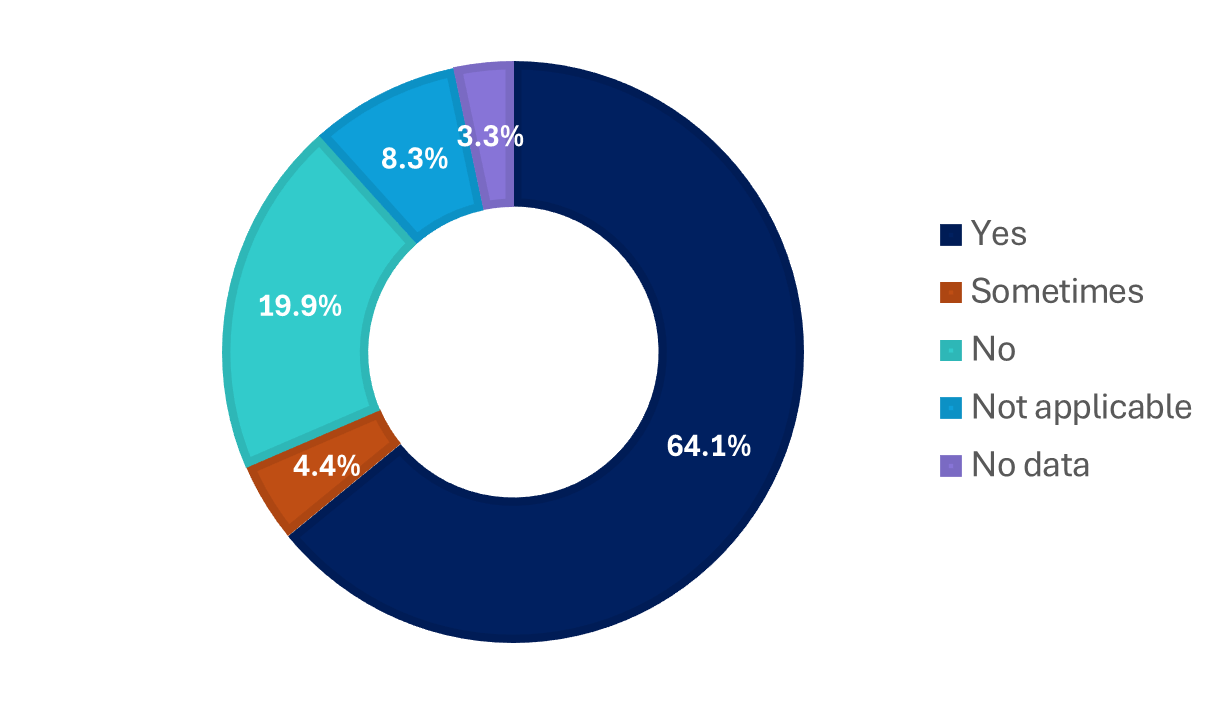 3.3%
8.3%
19.9%
4.4%
64.1%
Yes
Sometimes
No
Not applicable
No data